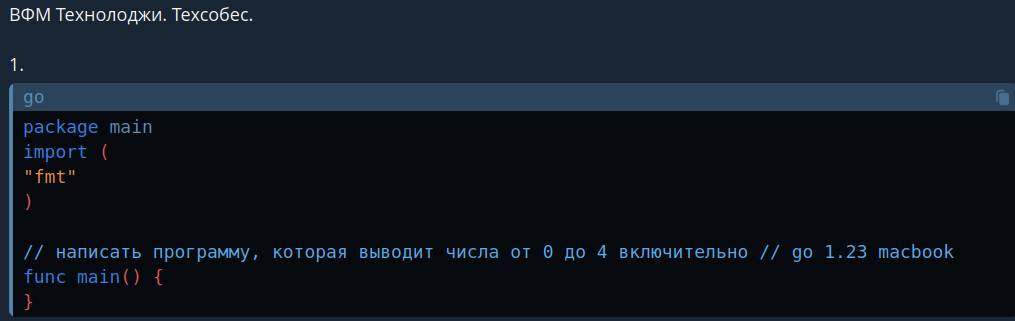 ВФМ Технолоджи. Техсобес.
1.
go
package main
import (
"fmt"
)
// написать программу, которая выводит числа от 0 до 4 включительно // go 1.23 macbook
func main() {
}